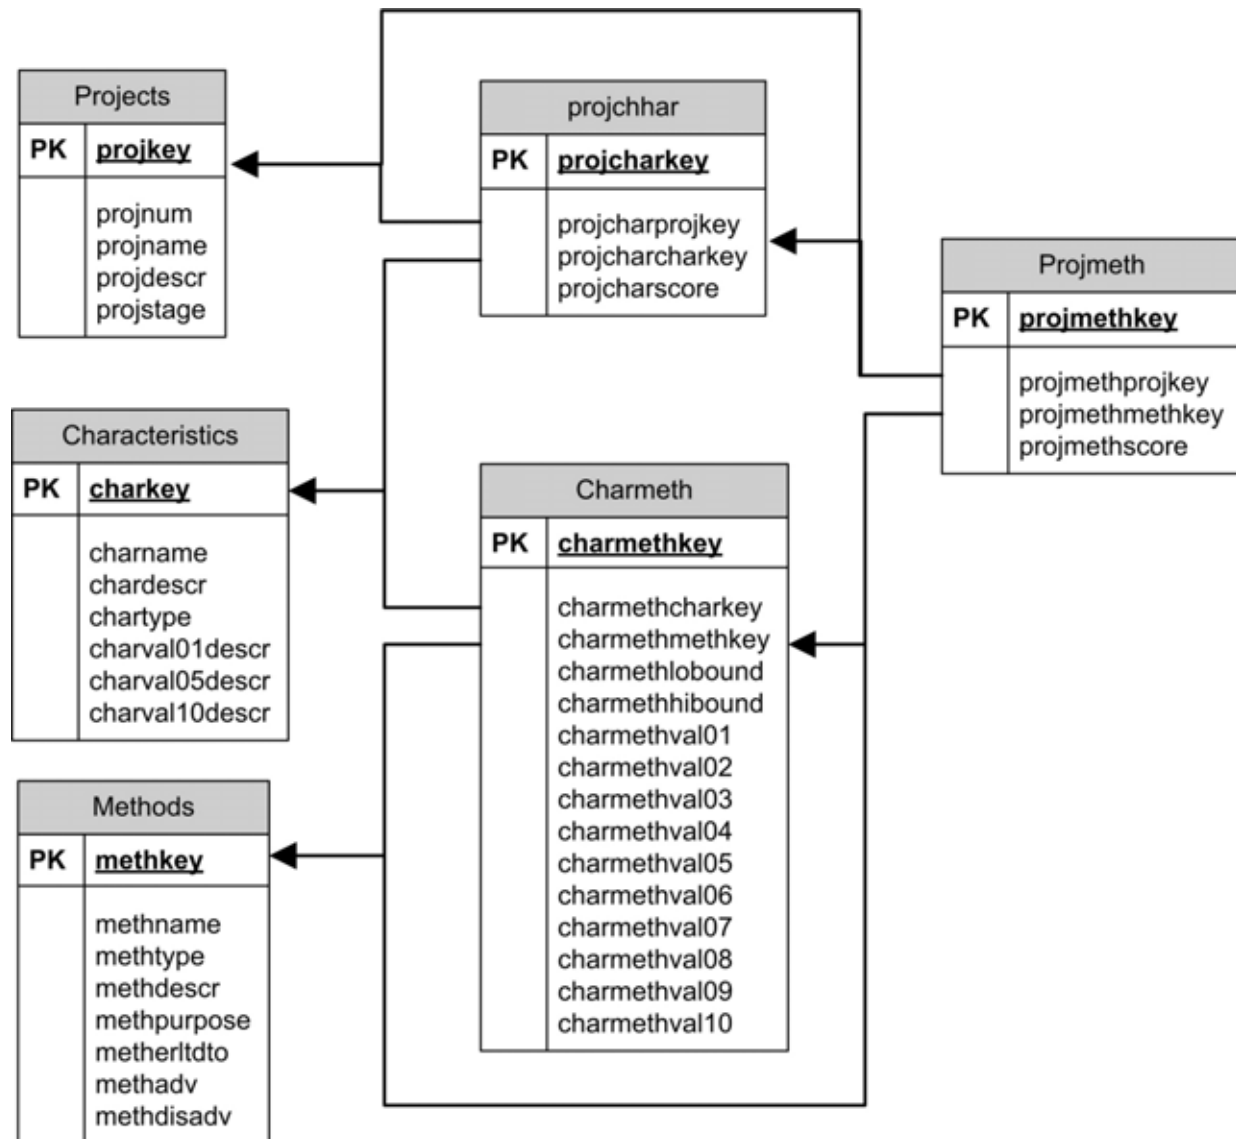 Projects
PK projkey
projnum
projname
projdescr
projstage
projchhar
PK projcharkey
projcharprojkey
projcharcharkey
projcharscore
Projmeth
PK projmethkey
projmethprojkey
projmethmethkey
projmethscore
Characteristics
PK charkey
charname
chardescr
chartype
charval01descr
charval05descr
charval10descr
Charmeth
PK charmethkey
charmethcharkey
charmethmethkey
charmethlobound
charmethhibound
charmethval01
charmethval02
charmethval03
charmethval04
charmethval05
charmethval06
charmethval07
charmethval08
charmethval09
charmethval10
Methods
PK methkey
methname
methtype
methdescr
methpurpose
metherltdto
methadv
methdisadv